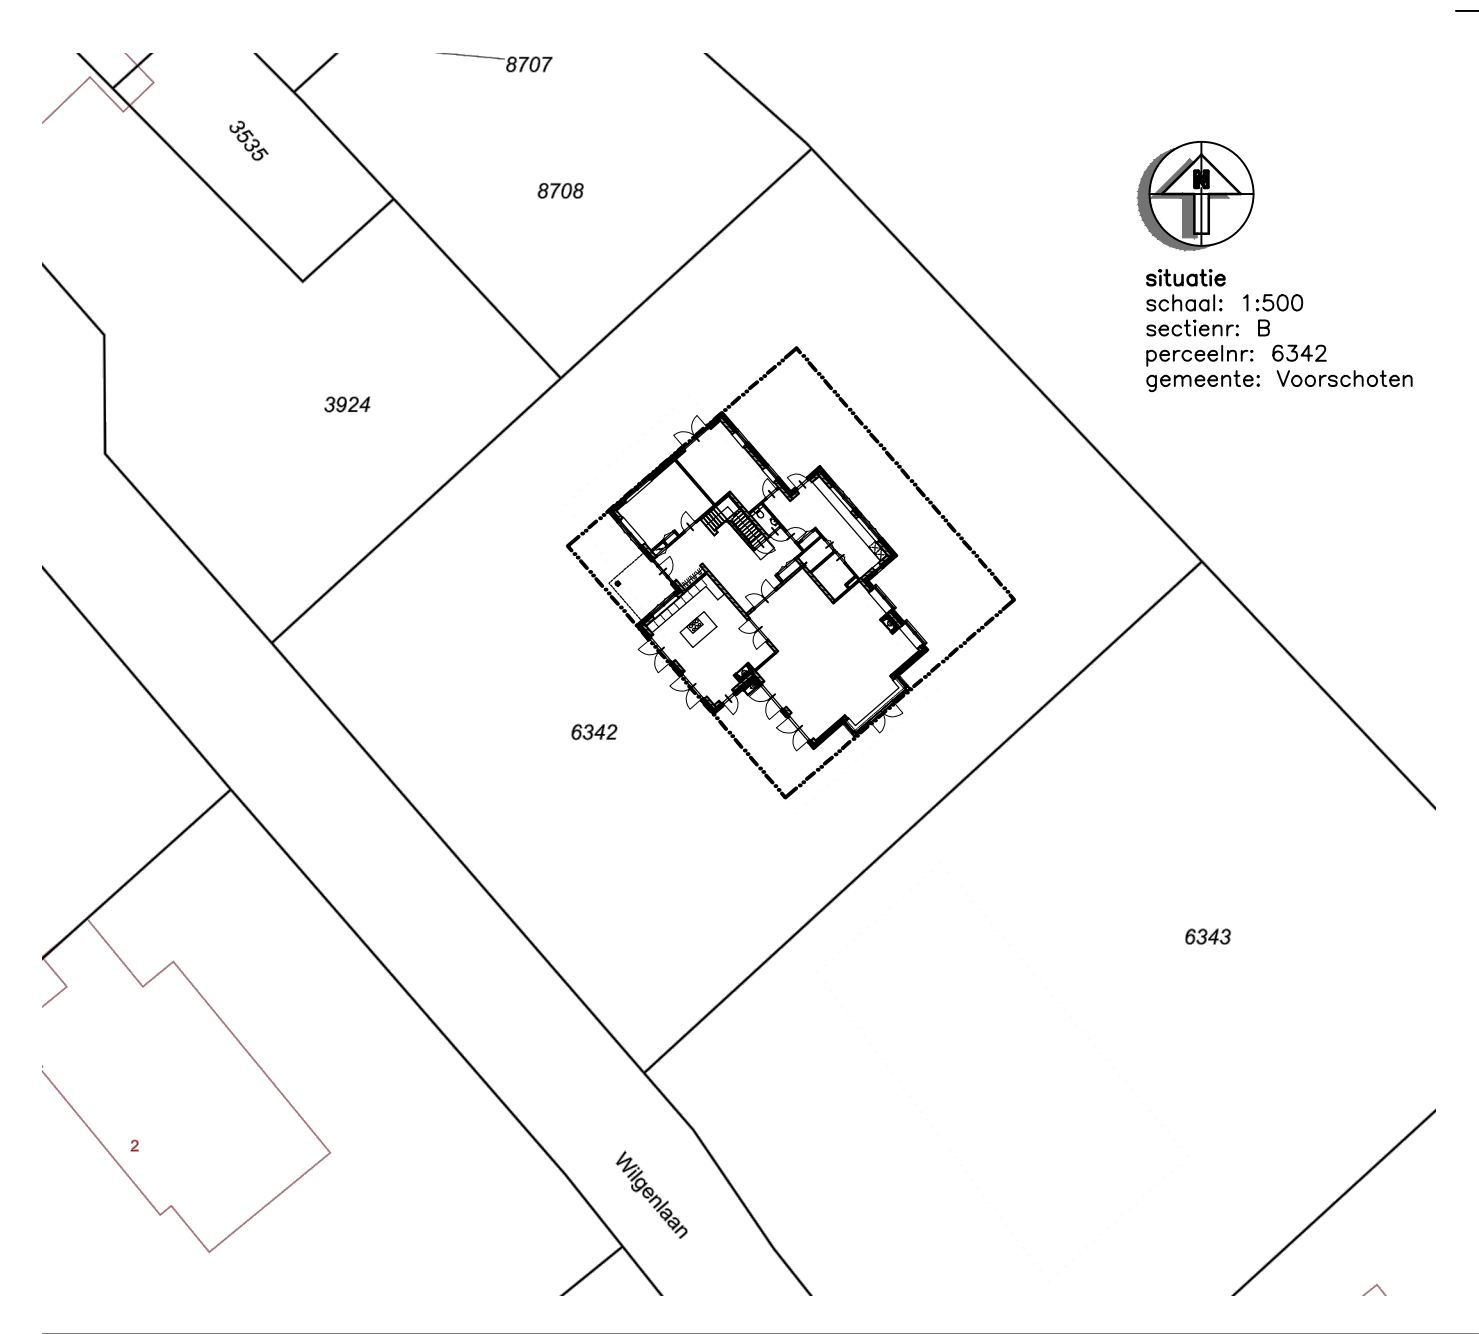 8707
3535
8708
N
situatie
schaal: 1:500
sectienr: B
perceelnr: 6342
gemeente: Voorschoten
3924
6342
6343
2
Wilgenlaan